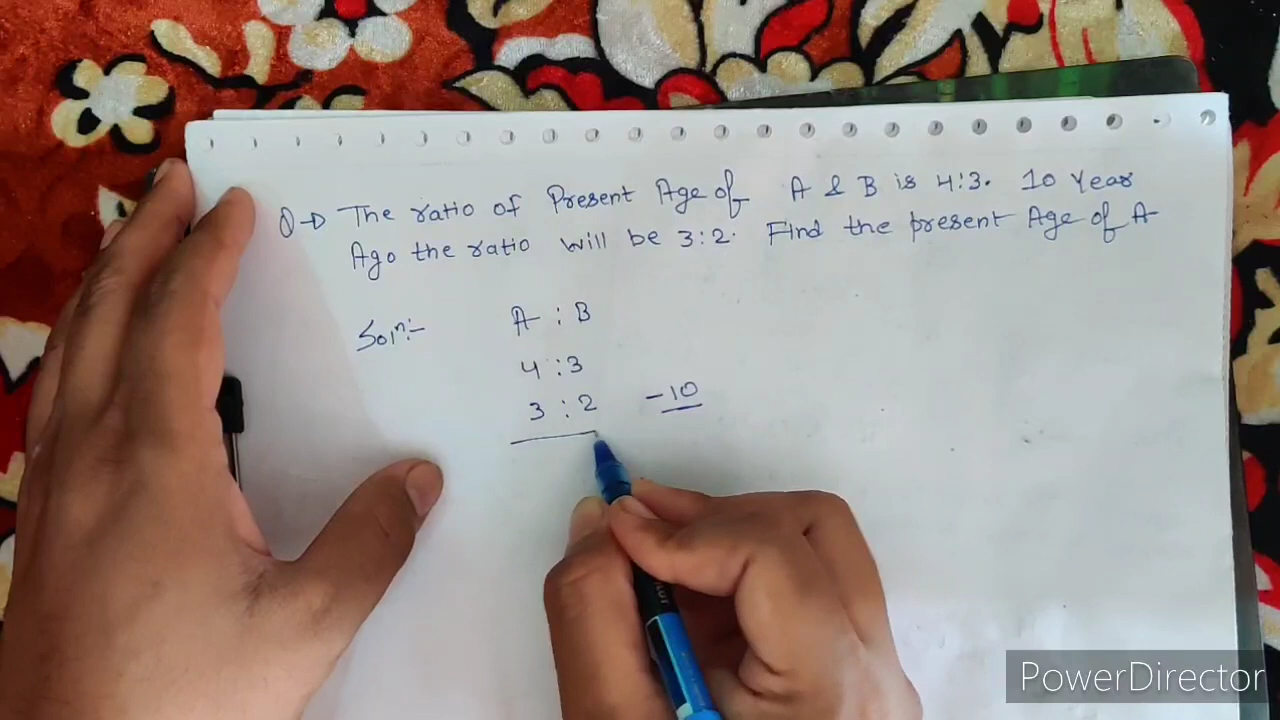 Q→ The ratio of Present Age of A & B is 4:3. 10 Year
Ago the ratio will be 3:2. Find the present Age of A
Solⁿ:-
A : B
4 : 3
3 : 2 -10
PowerDirector